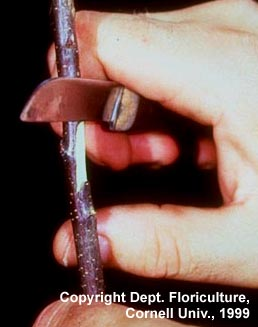 Copyright Dept. Floriculture,
Cornell Univ., 1999